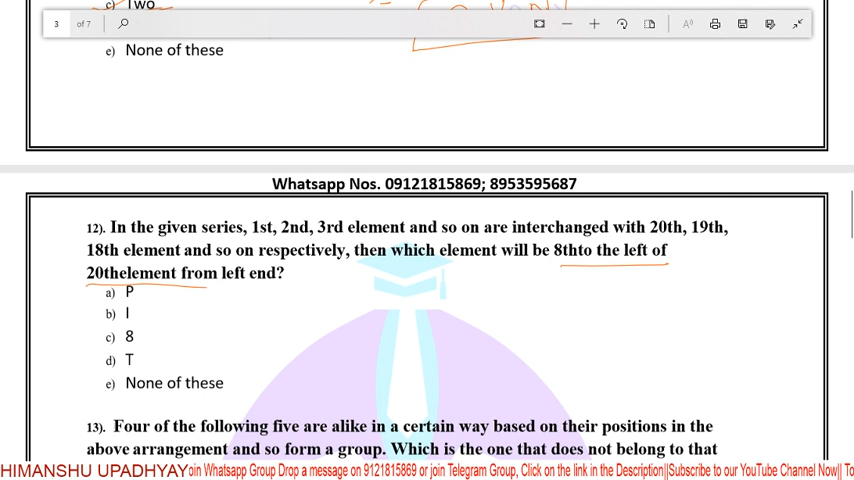 c) Two
3 of 7
e) None of these
Whatsapp Nos. 09121815869; 8953595687
12). In the given series, 1st, 2nd, 3rd element and so on are interchanged with 20th, 19th,
18th element and so on respectively, then which element will be 8thto the left of
20thelement from left end?
a) P
b) I
c) 8
d) T
e) None of these
13). Four of the following five are alike in a certain way based on their positions in the
above arrangement and so form a group. Which is the one that does not belong to that
HIMANSHU UPADHYAY oin Whatsapp Group Drop a message on 9121815869 or join Telegram Group, Click on the link in the Description||Subscribe to our YouTube Channel Now|| To